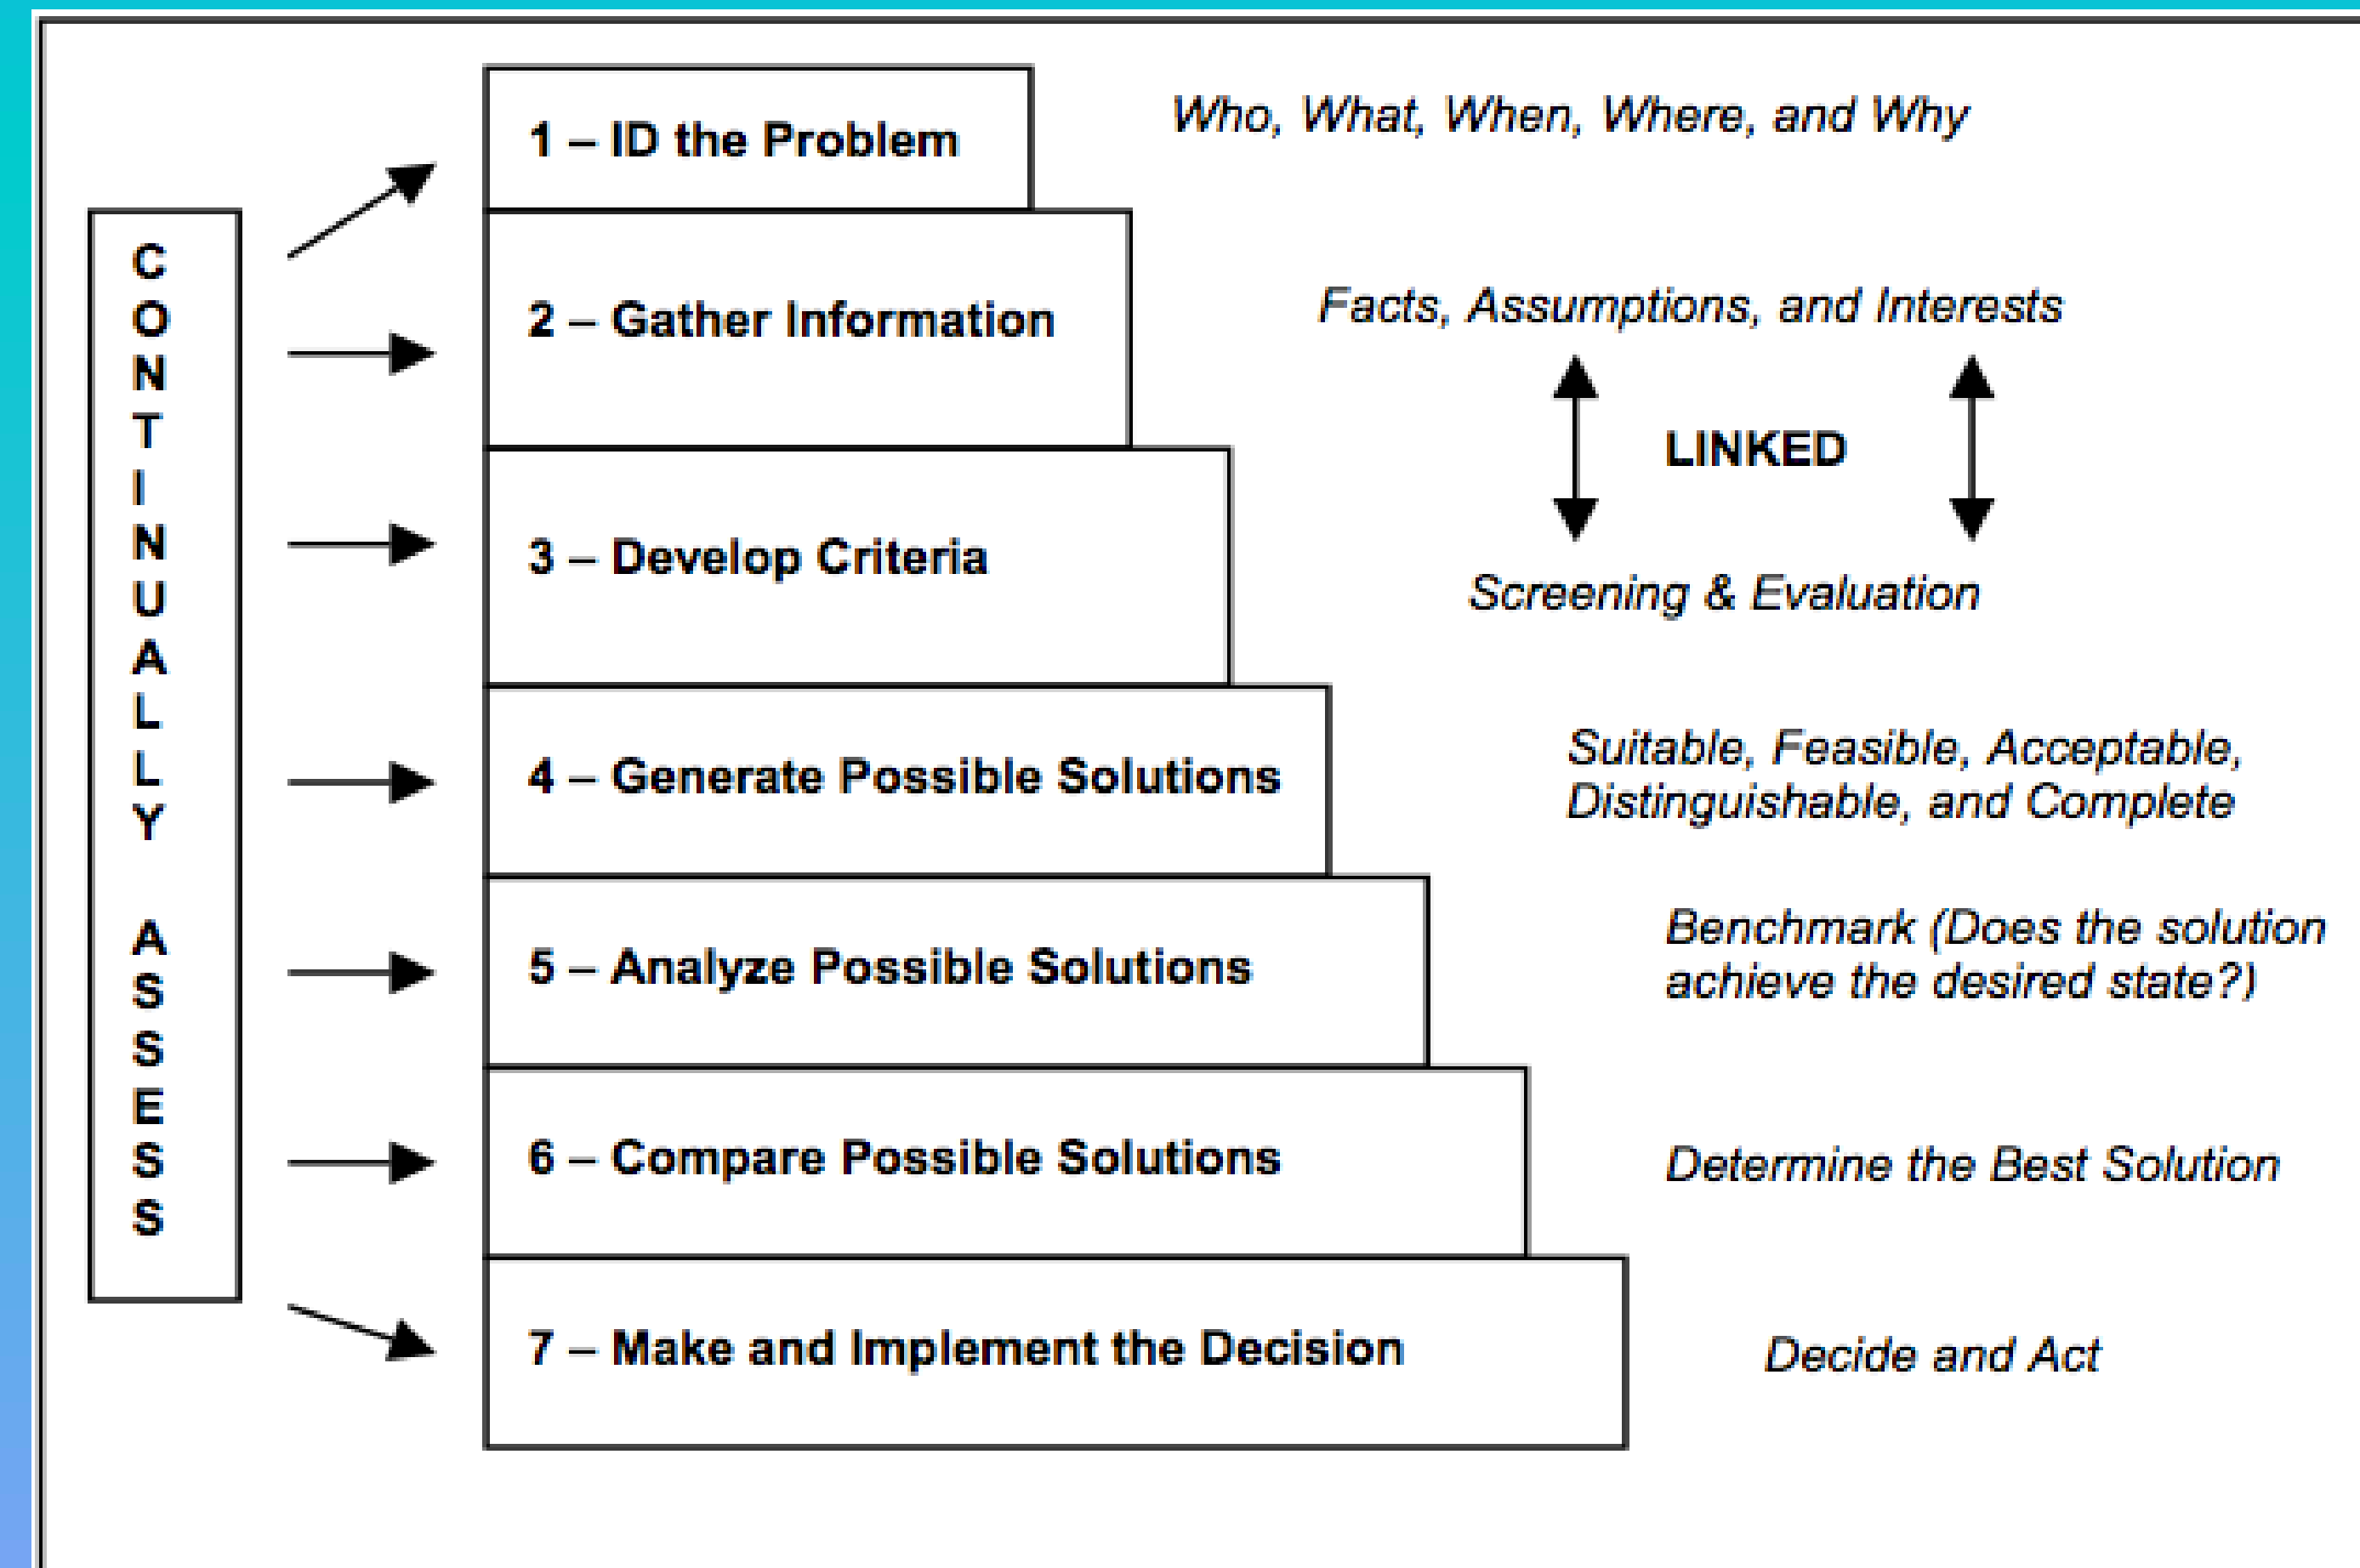 CONTINUALLY ASSESS
1 – ID the Problem
Who, What, When, Where, and Why
2 – Gather Information
Facts, Assumptions, and Interests
LINKED
3 – Develop Criteria
Screening & Evaluation
4 – Generate Possible Solutions
Suitable, Feasible, Acceptable,
Distinguishable, and Complete
5 – Analyze Possible Solutions
Benchmark (Does the solution
achieve the desired state?)
6 – Compare Possible Solutions
Determine the Best Solution
7 – Make and Implement the Decision
Decide and Act